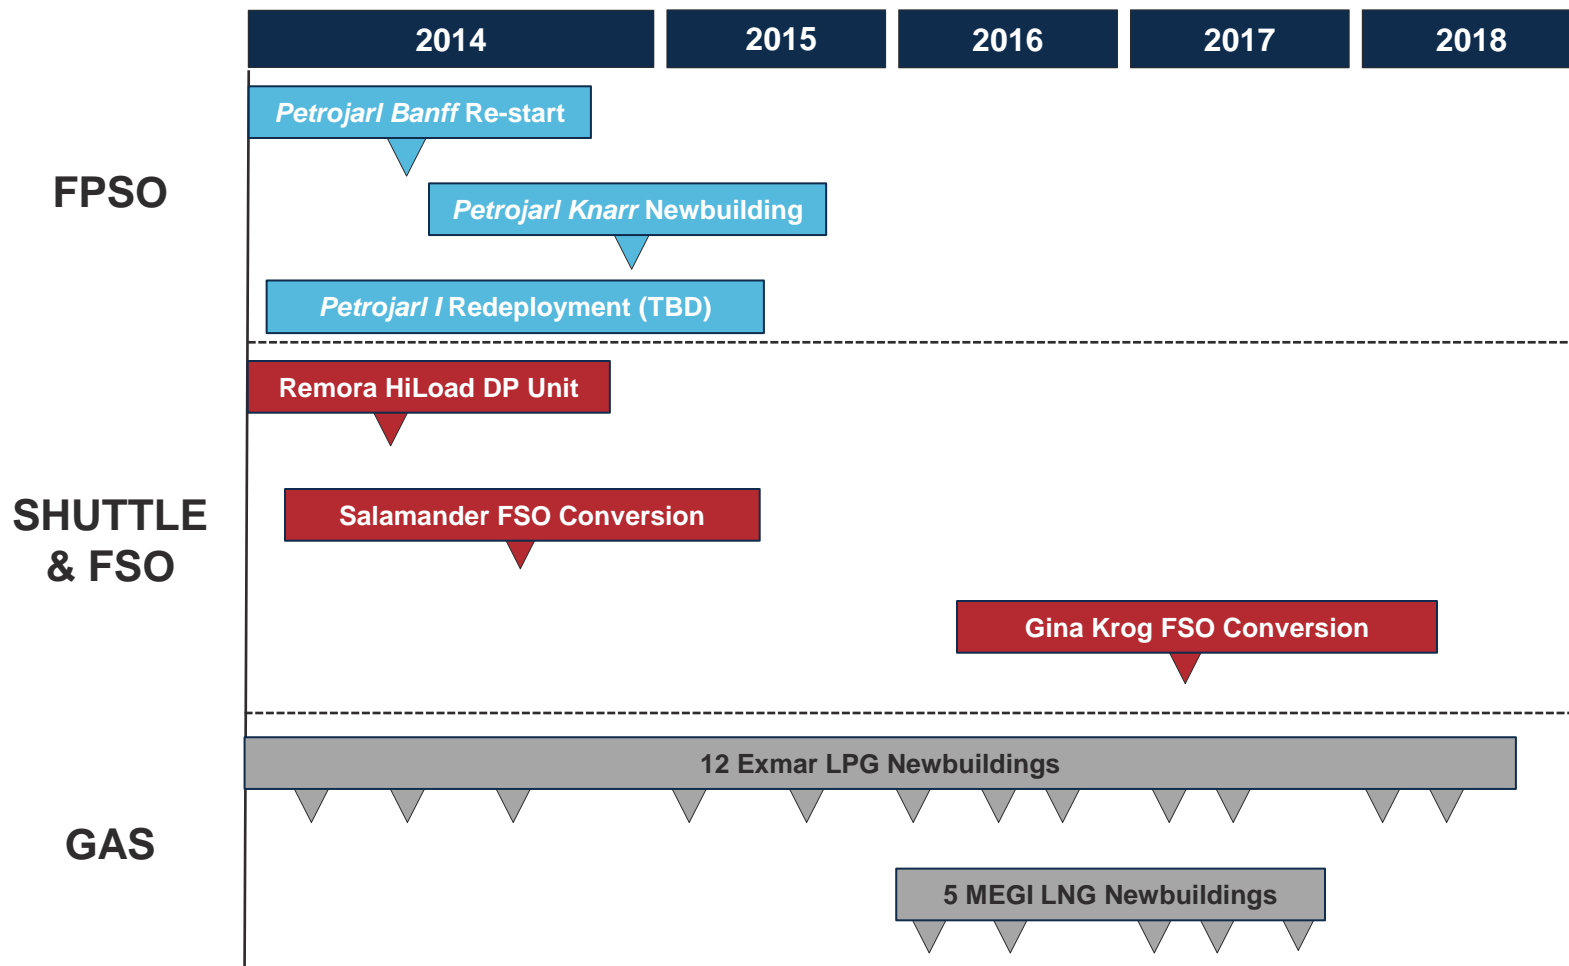 2014
2015
2016
2017
2018
FPSO
Petrojarl Banff Re-start
Petrojarl Knarr Newbuilding
Petrojarl I Redeployment (TBD)
SHUTTLE
& FSO
Remora HiLoad DP Unit
Salamander FSO Conversion
Gina Krog FSO Conversion
GAS
12 Exmar LPG Newbuildings
5 MEGI LNG Newbuildings